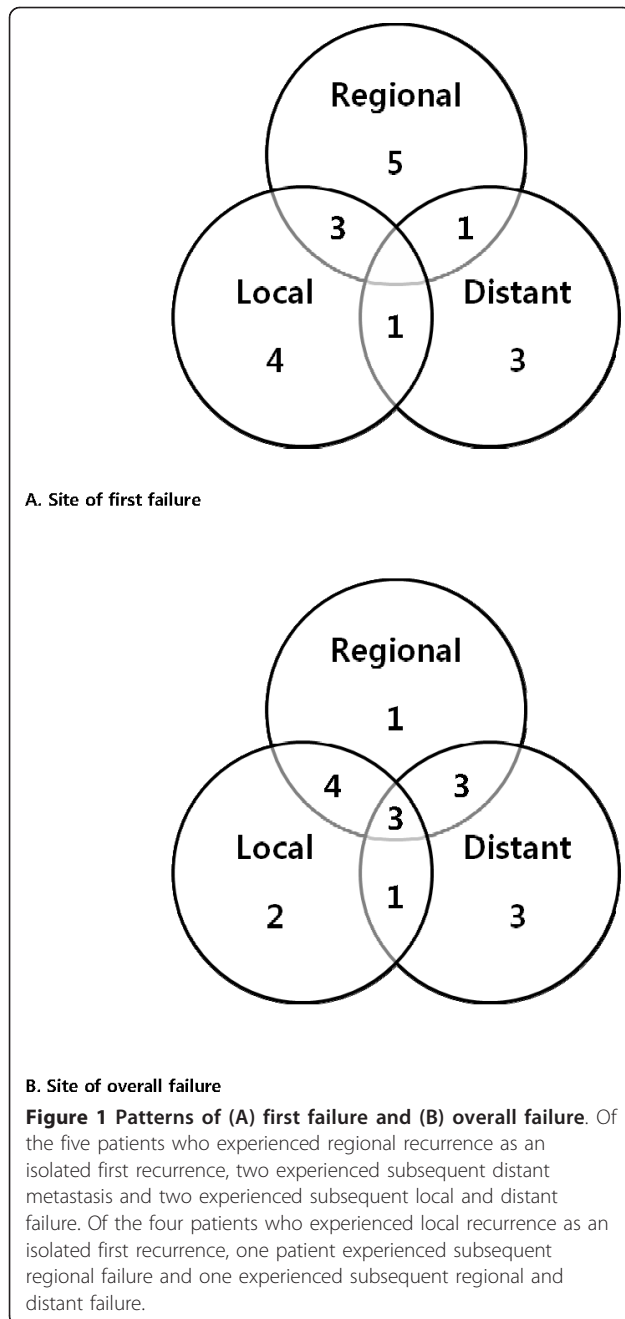 Regional
5
3
1
Local
Distant
1
4
3
A. Site of first failure
Regional
1
4
3
3
Local
Distant
1
2
3
B. Site of overall failure
Figure 1 Patterns of (A) first failure and (B) overall failure. Of
the five patients who experienced regional recurrence as an
isolated first recurrence, two experienced subsequent distant
metastasis and two experienced subsequent local and distant
failure. Of the four patients who experienced local recurrence as an
isolated first recurrence, one patient experienced subsequent
regional failure and one experienced subsequent regional and
distant failure.